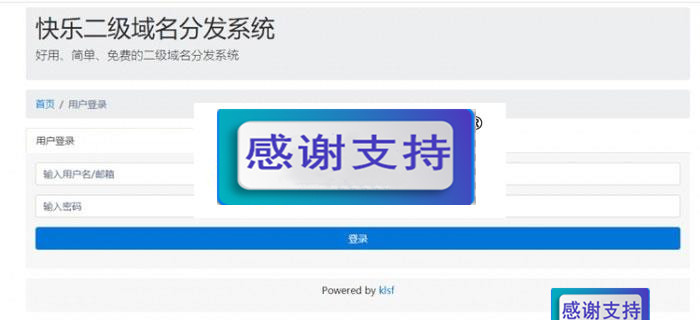 快乐二级域名分发系统
好用、简单、免费的二级域名分发系统
首页 / 用户登录
用户登录
®
感谢支持
输入用户名/邮箱
输入密码
登录
Powered by klsf
感谢支持